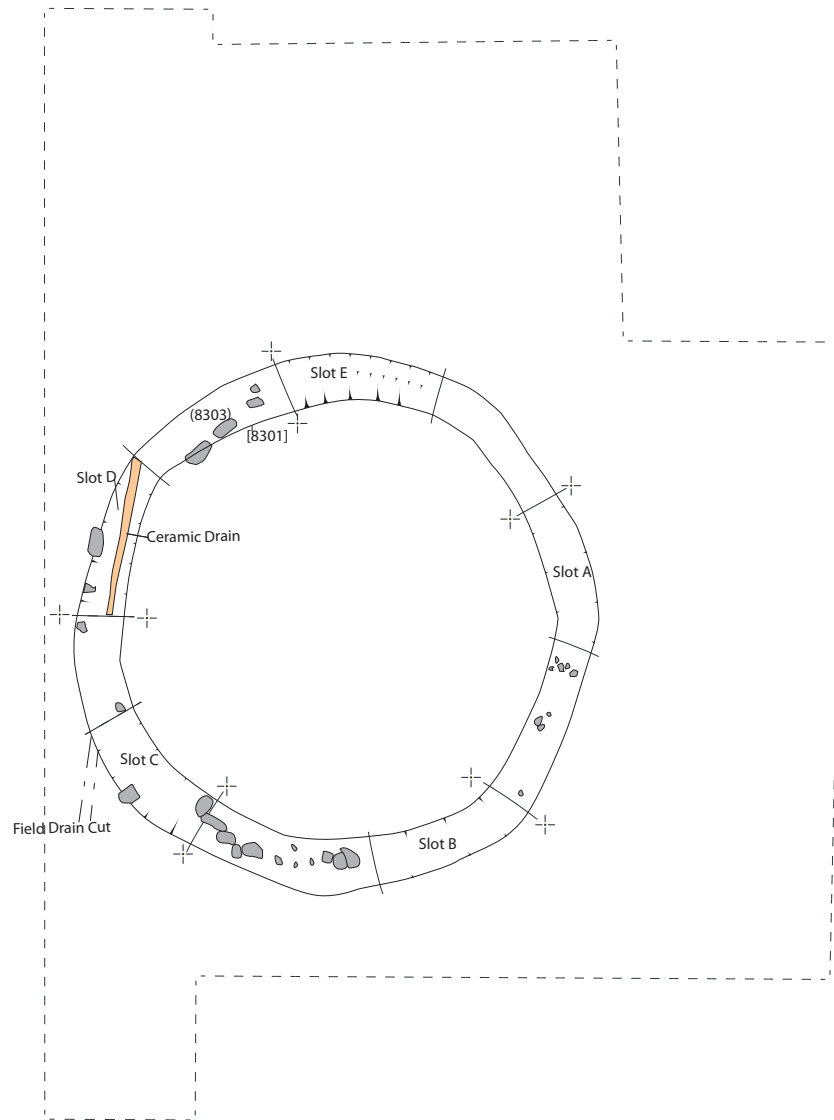 Slot E
(8303)
[8301]
Slot D
Ceramic Drain
Slot A
Slot C
Field Drain Cut
Slot B